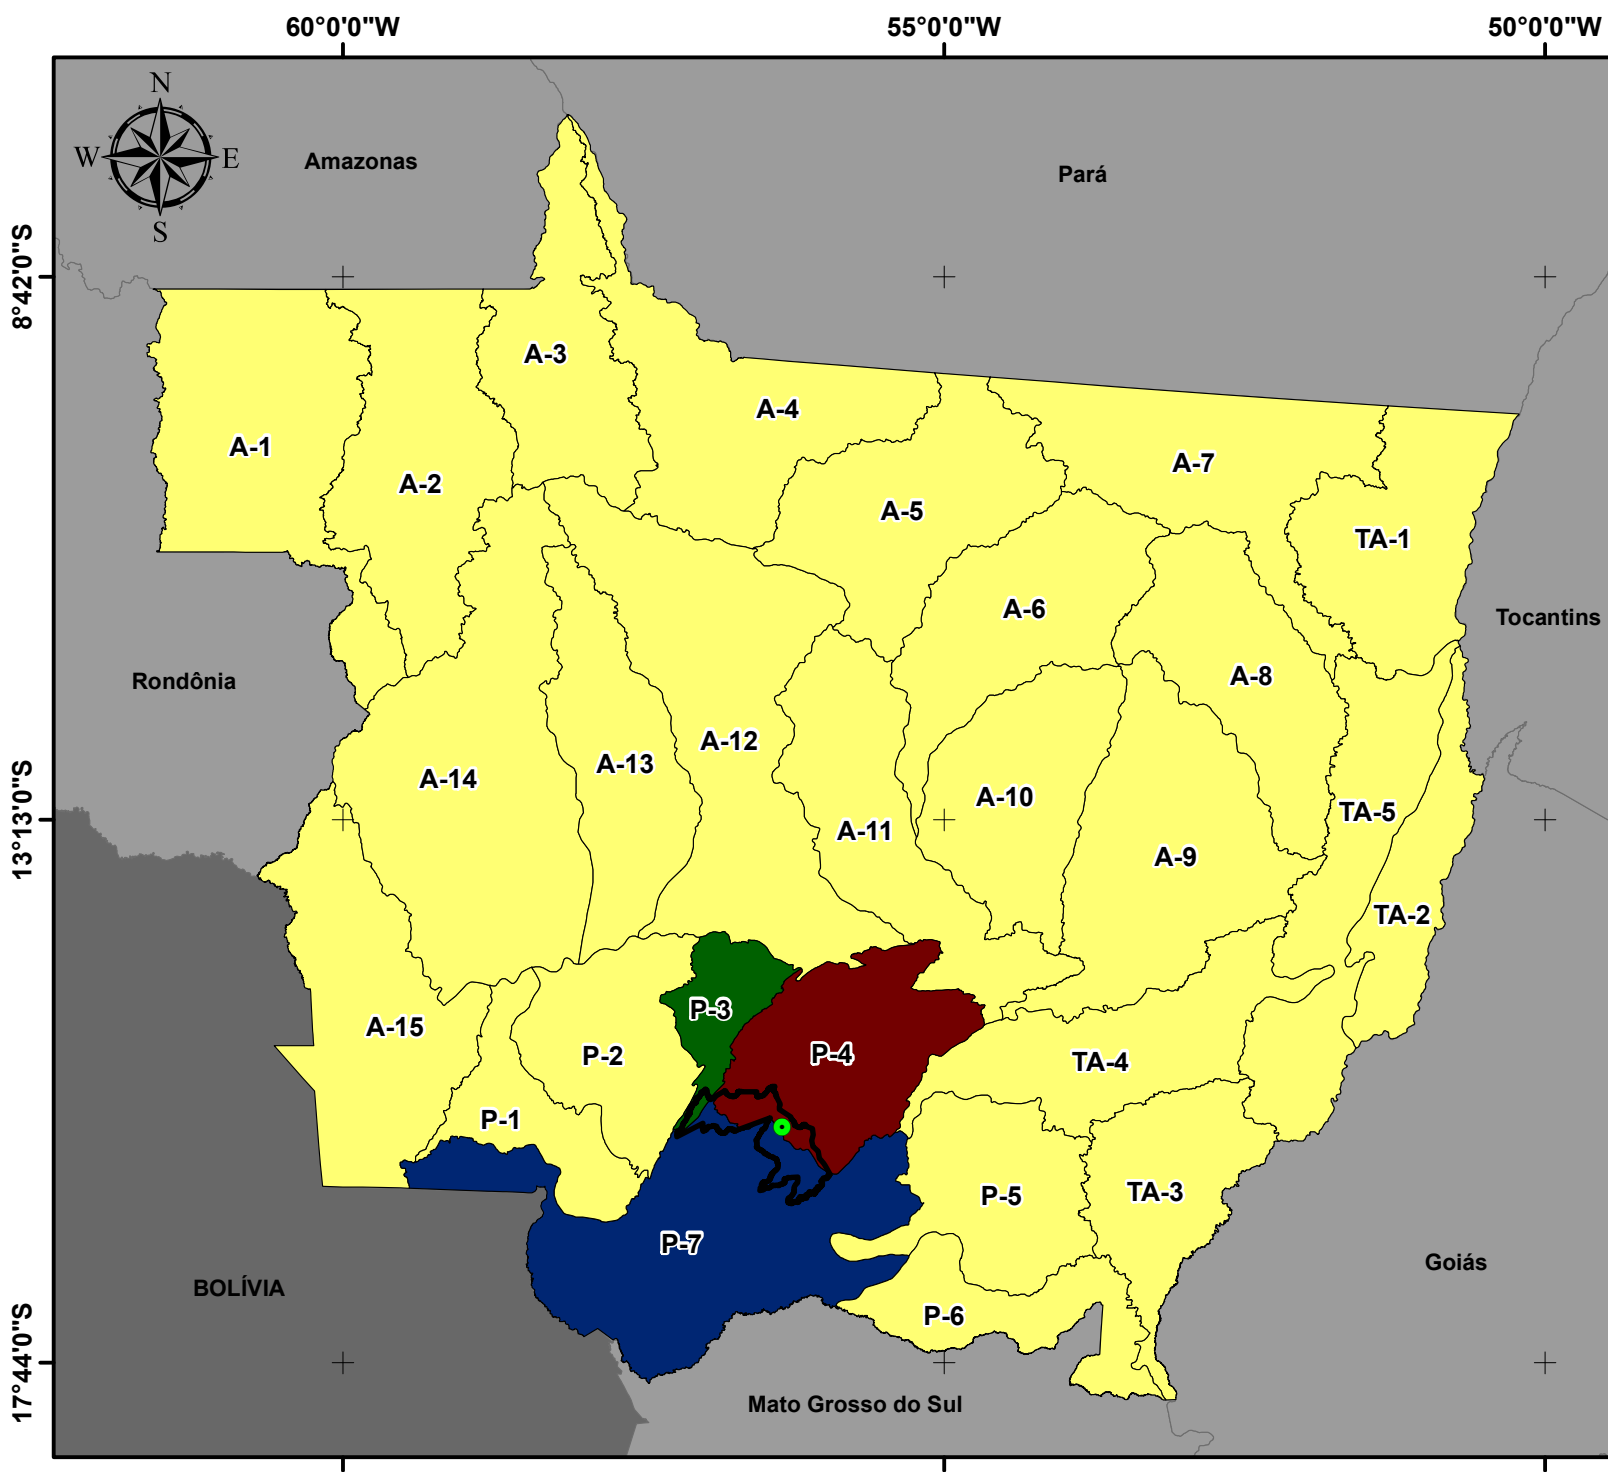 60°0'0"W
55°0'0"W
50°0'0"W
N
W
E
S
Amazonas
Pará
8°42'0"S
A-3
A-4
A-1
A-7
A-2
A-5
TA-1
A-6
Tocantins
Rondônia
A-8
A-12
A-13
A-14
A-10
TA-5
13°13'0"S
A-11
A-9
TA-2
P-3
A-15
P-2
P-4
TA-4
P-1
P-5
TA-3
P-7
Goiás
BOLÍVIA
P-6
17°44'0"S
Mato Grosso do Sul